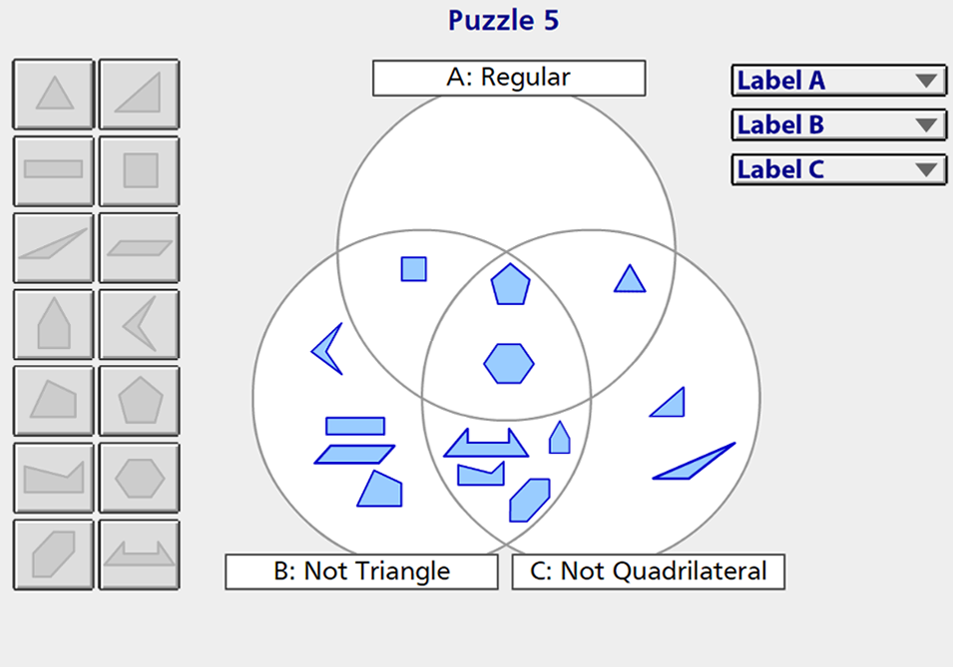 Puzzle 5
A: Regular
Label A
Label B
Label C
B: Not Triangle
C: Not Quadrilateral